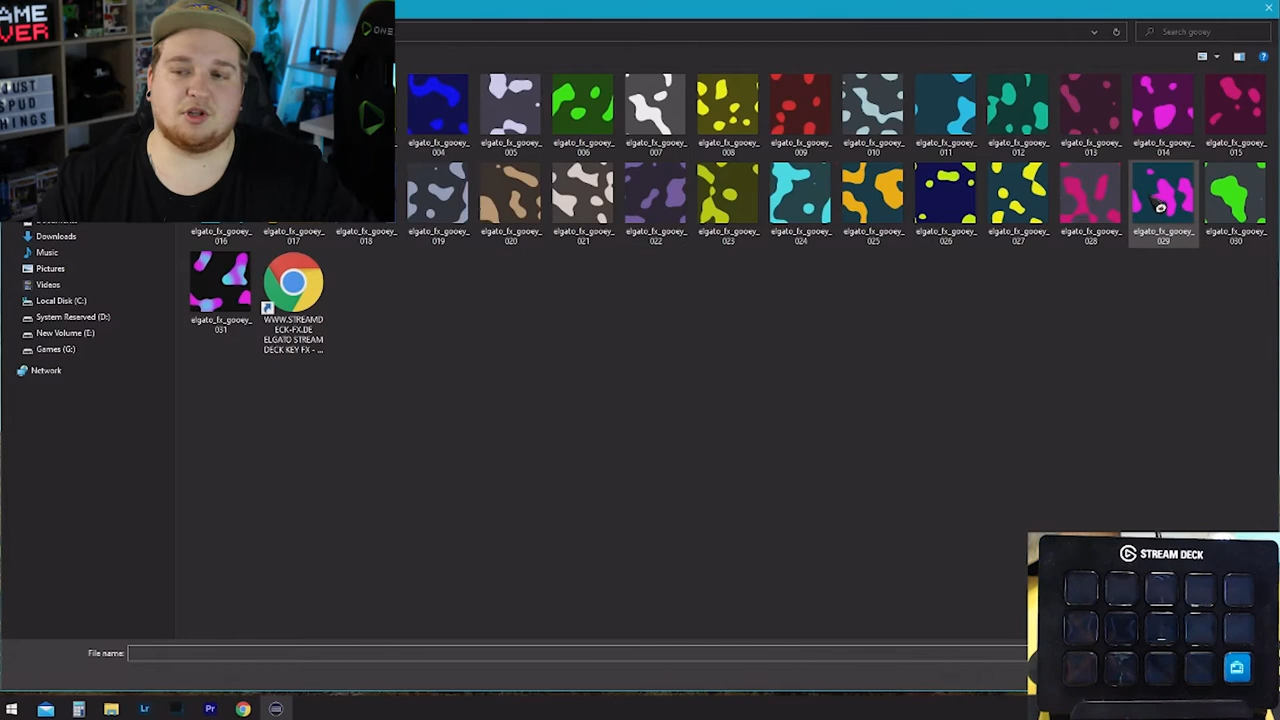 GAME
OVER
JUST
SPUD
THINGS
ONE
Search gooey
elgato_fx_gooey_
004
elgato_fx_gooey_
005
elgato_fx_gooey_
006
elgato_fx_gooey_
007
elgato_fx_gooey_
008
elgato_fx_gooey_
009
elgato_fx_gooey_
010
elgato_fx_gooey_
011
elgato_fx_gooey_
012
elgato_fx_gooey_
013
elgato_fx_gooey_
014
elgato_fx_gooey_
015
elgato_fx_gooey_
016
elgato_fx_gooey_
017
elgato_fx_gooey_
018
elgato_fx_gooey_
019
elgato_fx_gooey_
020
elgato_fx_gooey_
021
elgato_fx_gooey_
022
elgato_fx_gooey_
023
elgato_fx_gooey_
024
elgato_fx_gooey_
025
elgato_fx_gooey_
026
elgato_fx_gooey_
027
elgato_fx_gooey_
028
elgato_fx_gooey_
029
elgato_fx_gooey_
030
Downloads
Music
Pictures
Videos
Local Disk (C:)
System Reserved (D:)
New Volume (E:)
Games (G:)
Network
elgato_fx_gooey_
031
WWW.STREAMD
ECK-FX.DE
ELGATO STREAM
DECK KEY FX - ...
File name:
STREAM DECK
Lr
Pr